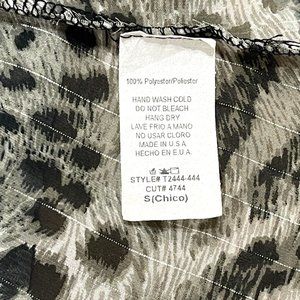 100% Polyester/Poliester
HAND WASH COLD
DO NOT BLEACH
HANG DRY
LAVE FRIO A MANO
NO USAR CLORO
MADE IN U.S.A
HECHO EN E.U.A.
STYLE# T2444-444
CUT# 4744
S(Chico)